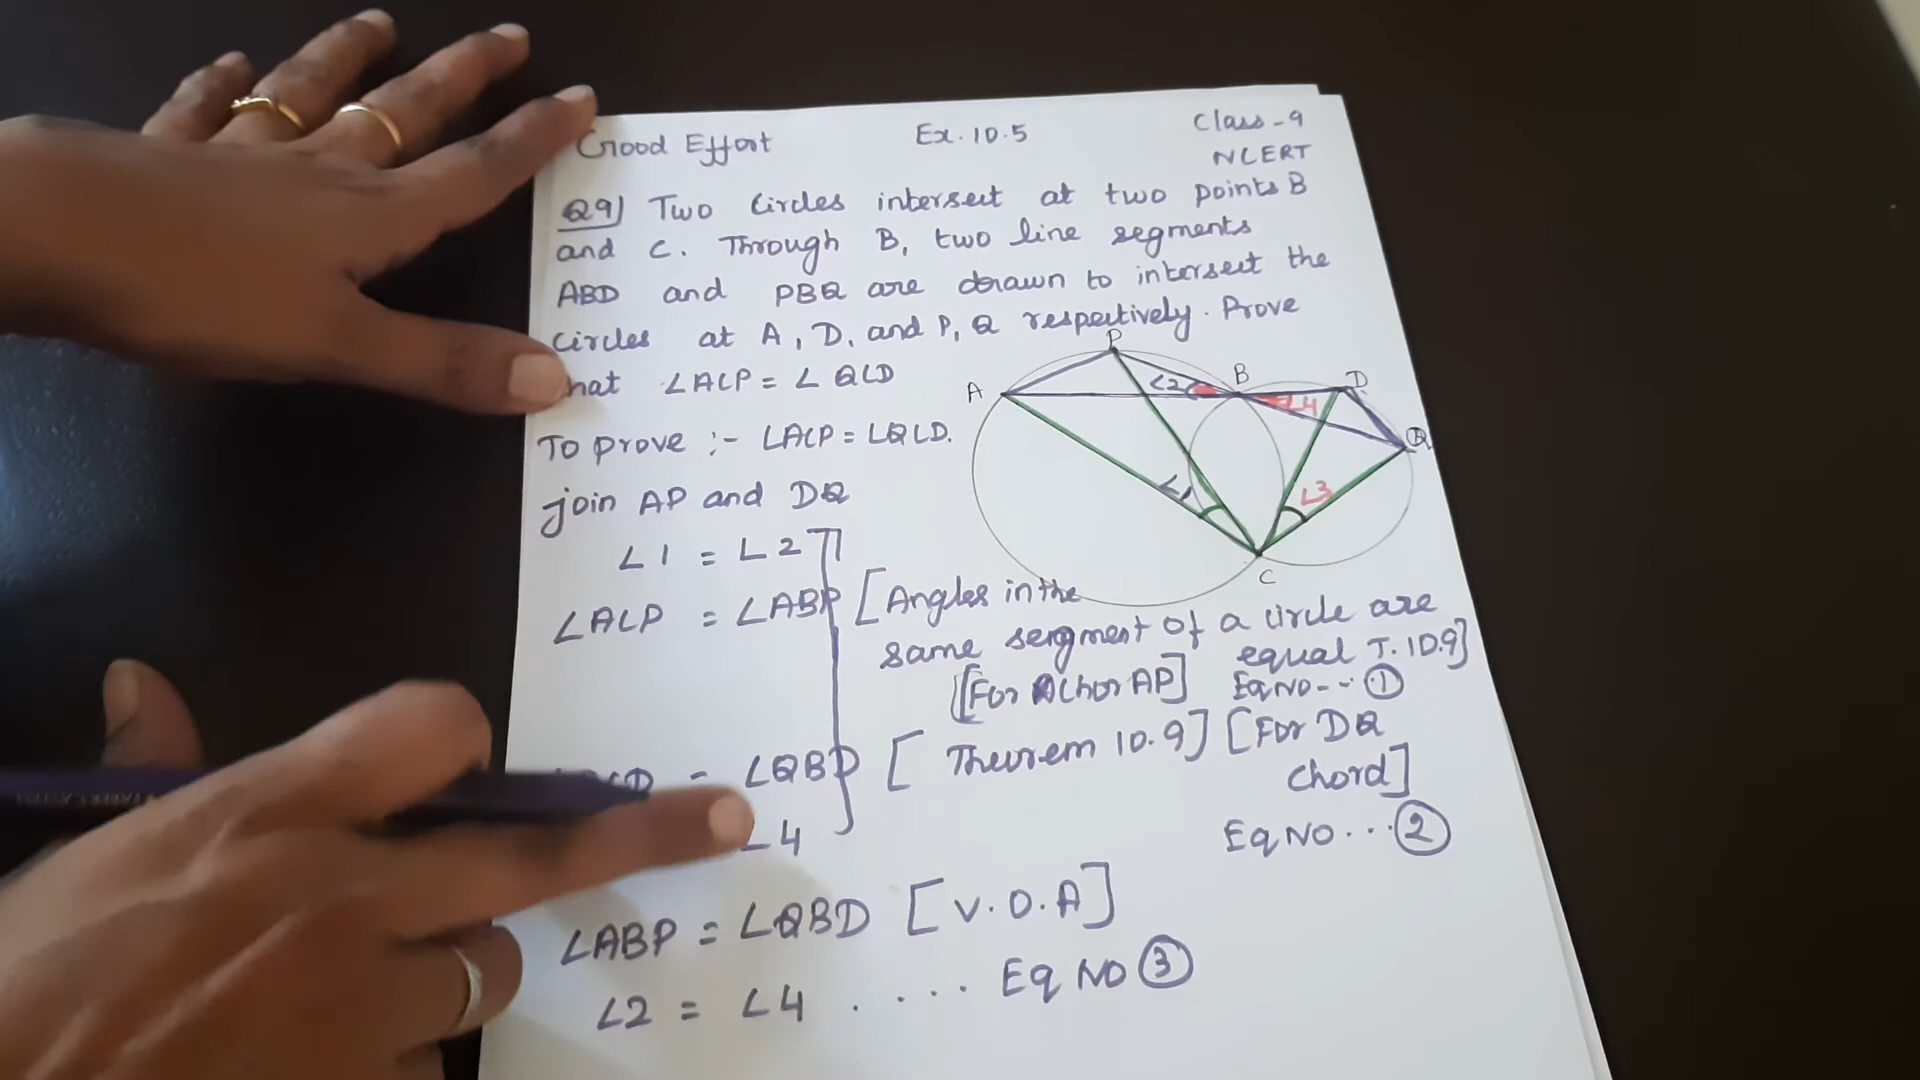 Good Effort
Ex. 10.5
Class-9
NCERT
Q9) Two Circles intersect at two points B
and C. Through B, two line segments
ABD and PBQ are drawn to intersect the
circles at A, D, and P, Q respectively. Prove
hat ∠ACP = ∠QCD
P
A
∠2
B
D
∠4
Q
∠1
∠3
C
To prove :- ∠ACP = ∠QCD.
join AP and DQ
∠1 = ∠2
∠ACP = ∠ABP [Angles in the
same segment of a circle are
equal T. 10.9]
[For Chor AP] Eq NO-- ①
= ∠QBD [Theorem 10.9] [For DQ
Chord]
∠4
Eq NO... ②
∠ABP = ∠QBD [V.O.A]
∠2 = ∠4 .... Eq NO ③